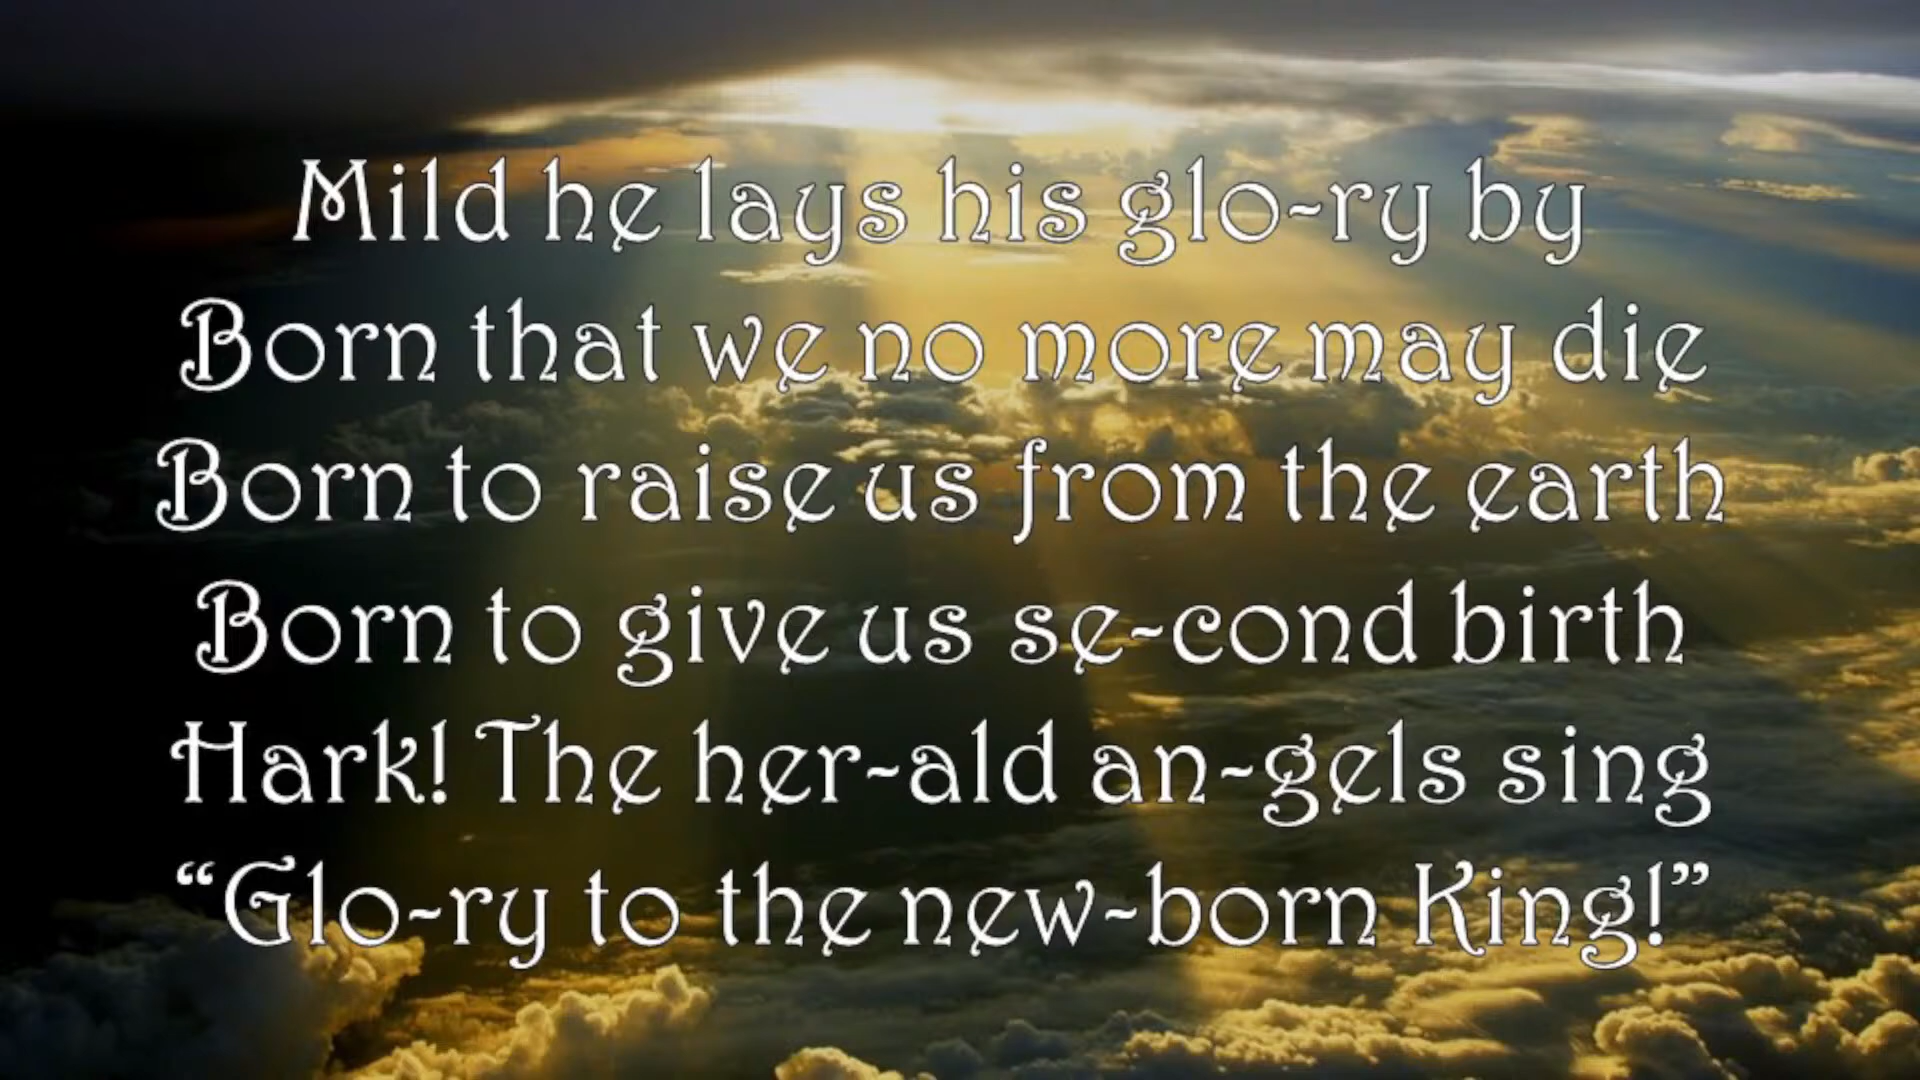 Mild he lays his glo-ry by
Born that we no more may die
Born to raise us from the earth
Born to give us se-cond birth
Hark! The her-ald an-gels sing
“Glo-ry to the new-born King!”